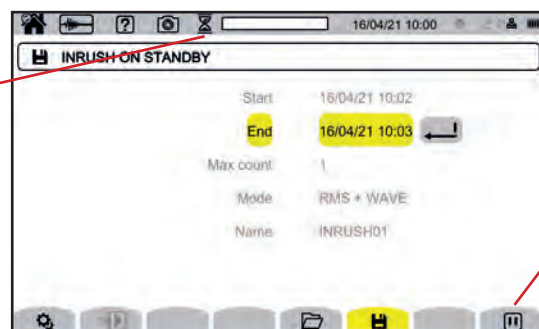 ? 16/04/21 10:00
INRUSH ON STANDBY
Start 16/04/21 10:02
End 16/04/21 10:03
Max count 1
Mode RMS + WAVE
Name INRUSH01